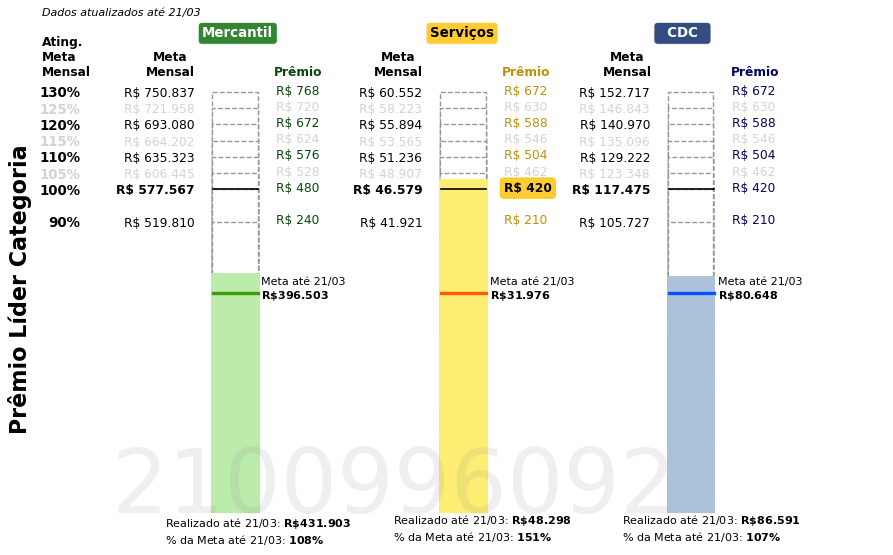 Dados atualizados até 21/03
Mercantil Serviços CDC
Ating.
Meta Meta Meta Meta
Mensal Mensal Prêmio Mensal Prêmio Mensal Prêmio
130% R$ 750.837 R$ 768 R$ 60.552 R$ 672 R$ 152.717 R$ 672
125% R$ 721.958 R$ 720 R$ 58.223 R$ 630 R$ 146.843 R$ 630
120% R$ 693.080 R$ 672 R$ 55.894 R$ 588 R$ 140.970 R$ 588
115% R$ 664.202 R$ 624 R$ 53.565 R$ 546 R$ 135.096 R$ 546
110% R$ 635.323 R$ 576 R$ 51.236 R$ 504 R$ 129.222 R$ 504
105% R$ 606.445 R$ 528 R$ 48.907 R$ 462 R$ 123.348 R$ 462
100% R$ 577.567 R$ 480 R$ 46.579 R$ 420 R$ 117.475 R$ 420
90% R$ 519.810 R$ 240 R$ 41.921 R$ 210 R$ 105.727 R$ 210
Prêmio Líder Categoria
Meta até 21/03 Meta até 21/03 Meta até 21/03
R$396.503 R$31.976 R$80.648
2100996092
Realizado até 21/03: R$431.903 Realizado até 21/03: R$48.298 Realizado até 21/03: R$86.591
% da Meta até 21/03: 108% % da Meta até 21/03: 151% % da Meta até 21/03: 107%